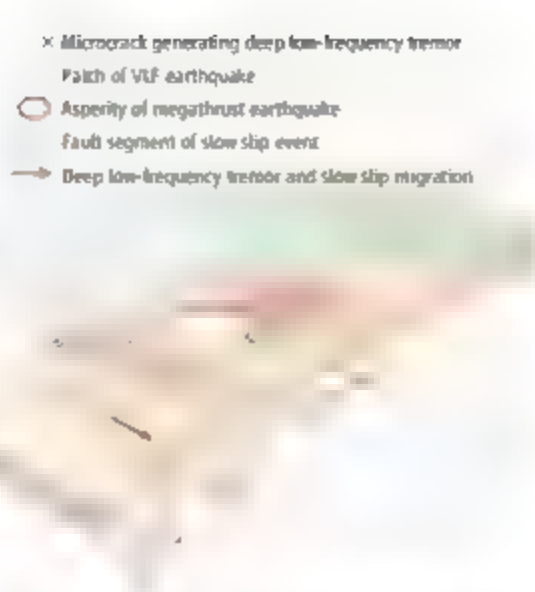 Microcrack generating deep low-frequency tremor
Patch of VLF earthquake
Asperity of megathrust earthquake
Fault segment of slow slip event
Deep low-frequency tremor and slow slip migration